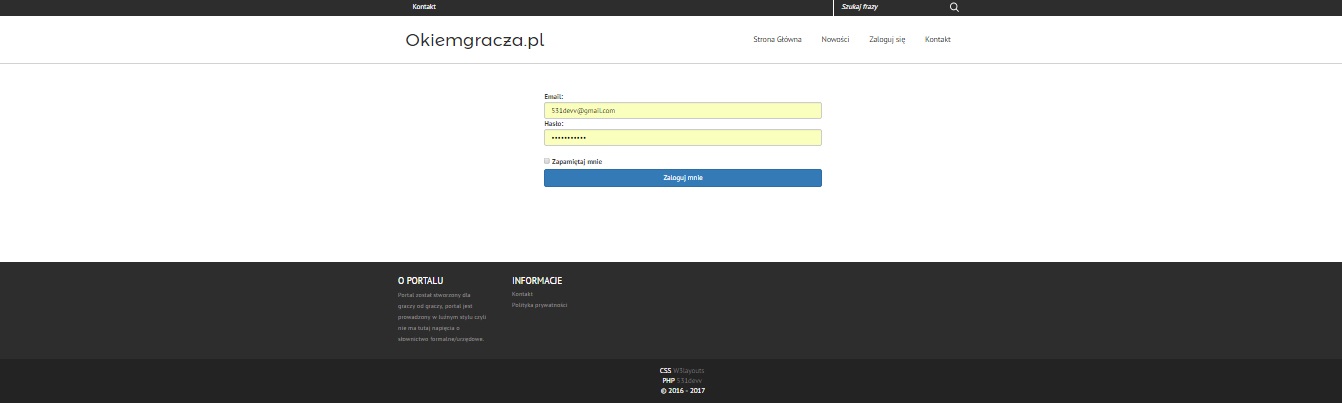 Kontakt
Szukaj frazy
Okiemgracza.pl
Strona Główna Nowości Zaloguj się Kontakt
Email:
531devv@gmail.com
Hasło:
•••••••••••
Zapamiętaj mnie
Zaloguj mnie
O PORTALU
Portal został stworzony dla
graczy od graczy, portal jest
prowadzony w luźnym stylu czyli
nie ma tutaj napięcia o
słownictwo formalne/urzędowe.
INFORMACJE
Kontakt
Polityka prywatności
CSS W3layouts
PHP 531devv
© 2016 - 2017